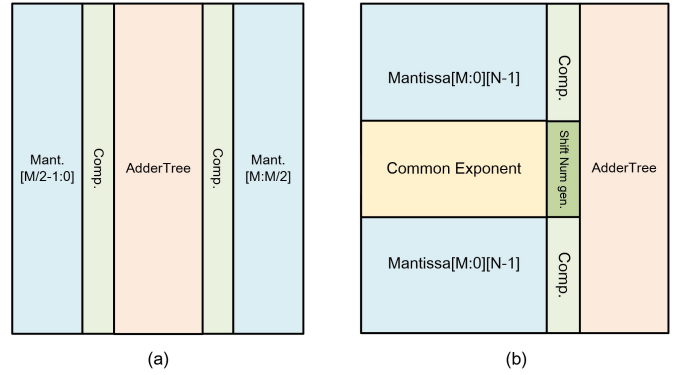 Mant.
[M/2-1:0]
Comp.
AdderTree
Comp.
Mant.
[M:M/2]
(a)
Mantissa[M:0][N-1]
Comp.
Common Exponent
Shift Num gen.
AdderTree
Mantissa[M:0][N-1]
Comp.
(b)